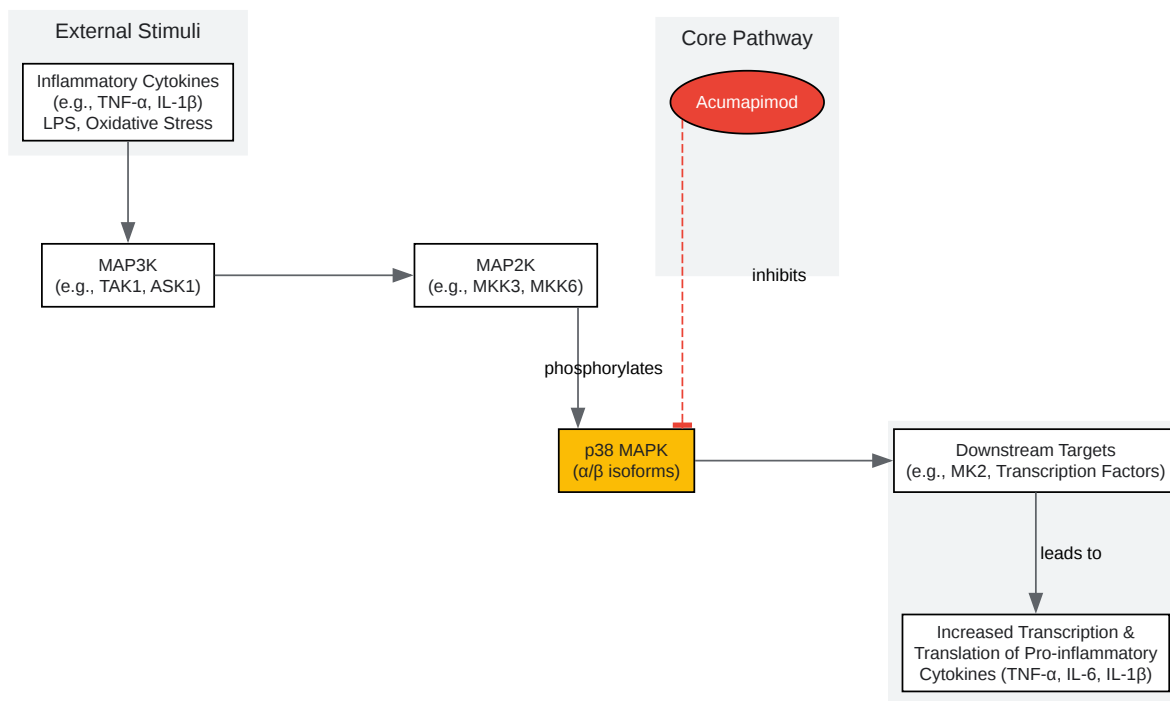 External Stimuli
Inflammatory Cytokines
(e.g., TNF-α, IL-1β)
LPS, Oxidative Stress
Core Pathway
Acumapimod
MAP3K
(e.g., TAK1, ASK1)
MAP2K
(e.g., MKK3, MKK6)
inhibits
phosphorylates
p38 MAPK
(α/β isoforms)
Downstream Targets
(e.g., MK2, Transcription Factors)
leads to
Increased Transcription &
Translation of Pro-inflammatory
Cytokines (TNF-α, IL-6, IL-1β)